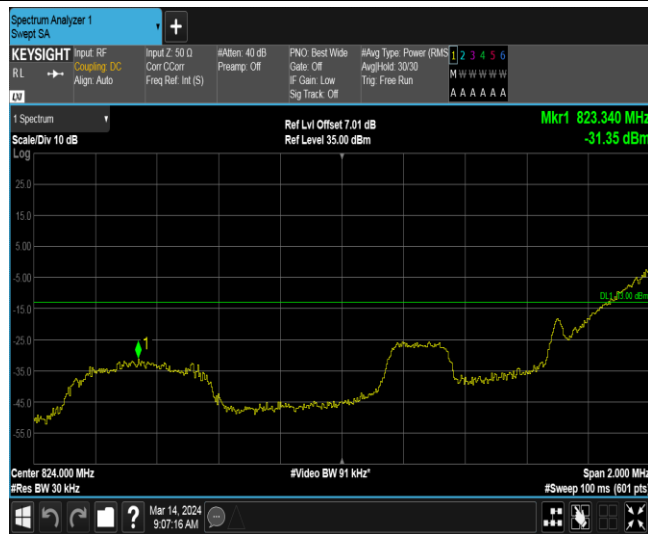 Spectrum Analyzer 1
Swept SA
+
KEYSIGHT
RL
LXI
Input: RF
Coupling: DC
Align: Auto
Input Z: 50 Ω
Corr CCorr
Freq Ref: Int (S)
#Atten: 40 dB
Preamp: Off
PNO: Best Wide
Gate: Off
IF Gain: Low
Sig Track: Off
#Avg Type: Power (RMS
Avg|Hold: 30/30
Trig: Free Run
1 2 3 4 5 6
M W W W W W
A A A A A A
1 Spectrum
Scale/Div 10 dB
Log
Ref Lvl Offset 7.01 dB
Ref Level 35.00 dBm
Mkr1 823.340 MHz
-31.35 dBm
25.0
15.0
5.00
-5.00
-15.0
-25.0
-35.0
-45.0
-55.0
DL1 -13.00 dBm
1
Center 824.000 MHz
#Res BW 30 kHz
#Video BW 91 kHz*
Span 2.000 MHz
#Sweep 100 ms (601 pts)
?
Mar 14, 2024
9:07:16 AM